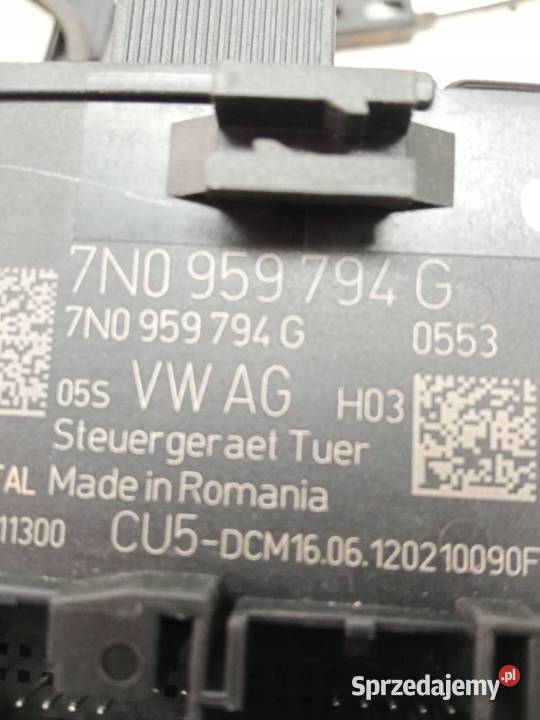 7N0 959 794 G
7N0 959 794 G 0553
05S VW AG H03
Steuergeraet Tuer
TAL Made in Romania
11300 CU5-DCM16.06.120210090F
Sprzedajemy.pl